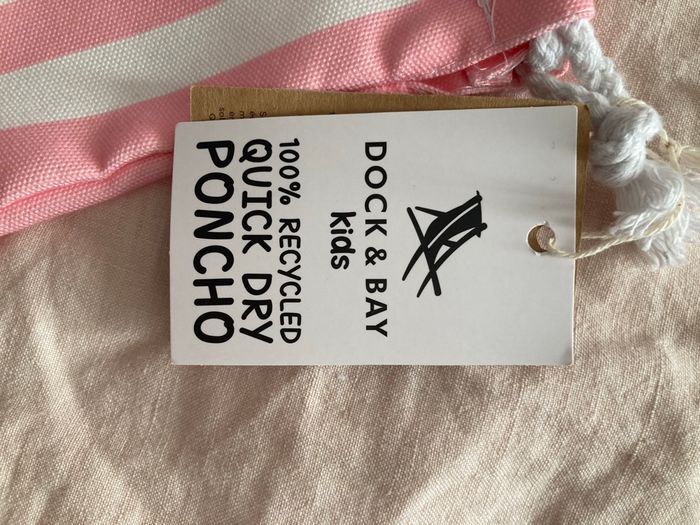 DOCK & BAY
kids
100% RECYCLED
QUICK DRY
PONCHO